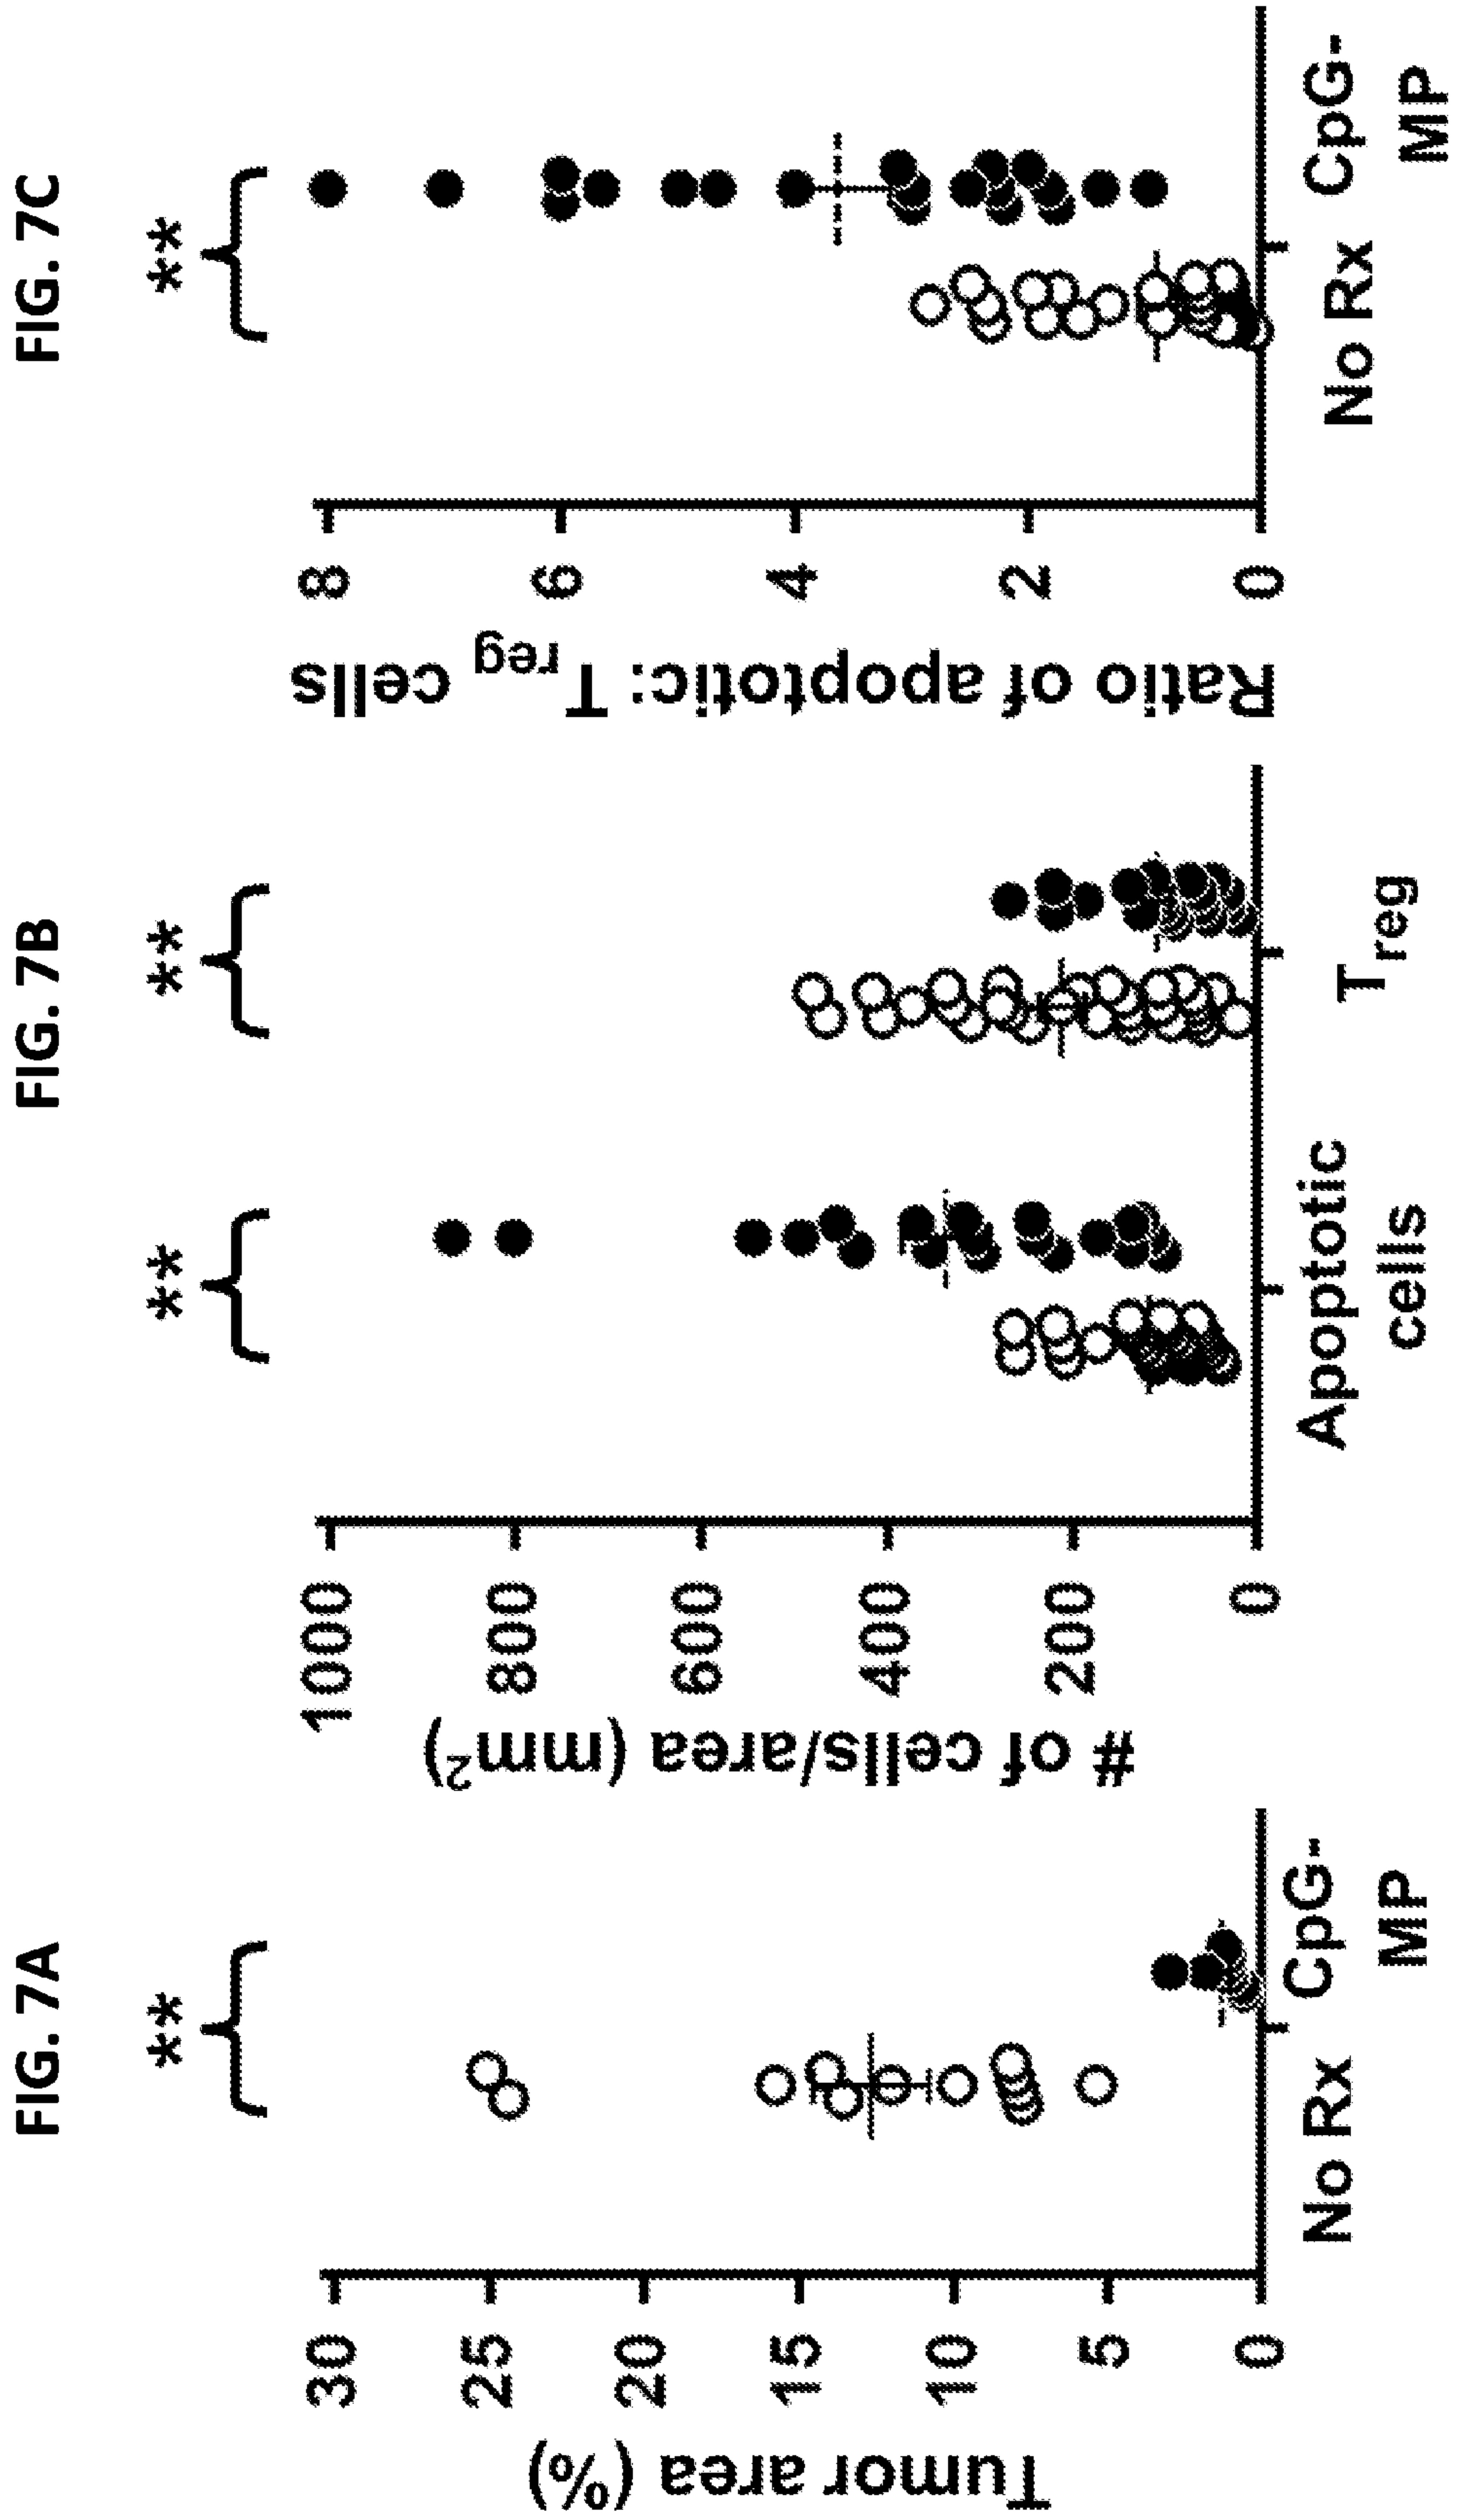 FIG. 7A
**
Tumor area (%)
30
25
20
15
10
5
0
No Rx
CpG-
MP
FIG. 7B
**
**
# of cells/area (mm²)
1000
800
600
400
200
0
Apoptotic
cells
Treg
FIG. 7C
**
Ratio of apoptotic: Treg cells
8
6
4
2
0
No Rx
CpG-
MP